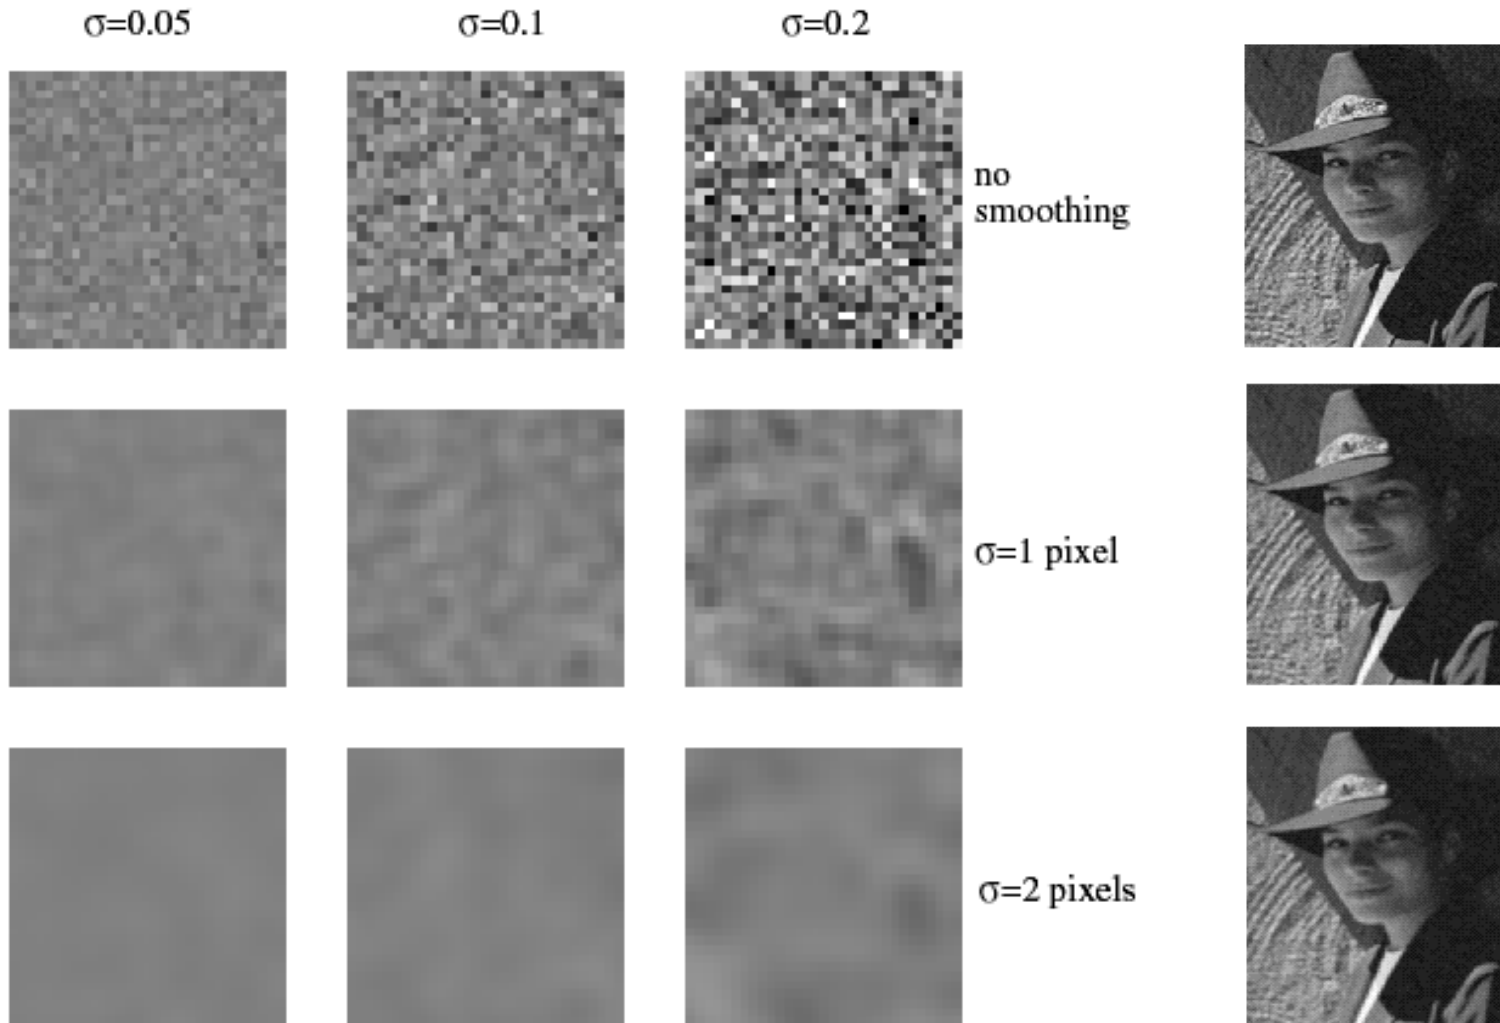 σ=0.05
σ=0.1
σ=0.2
no
smoothing
σ=1 pixel
σ=2 pixels